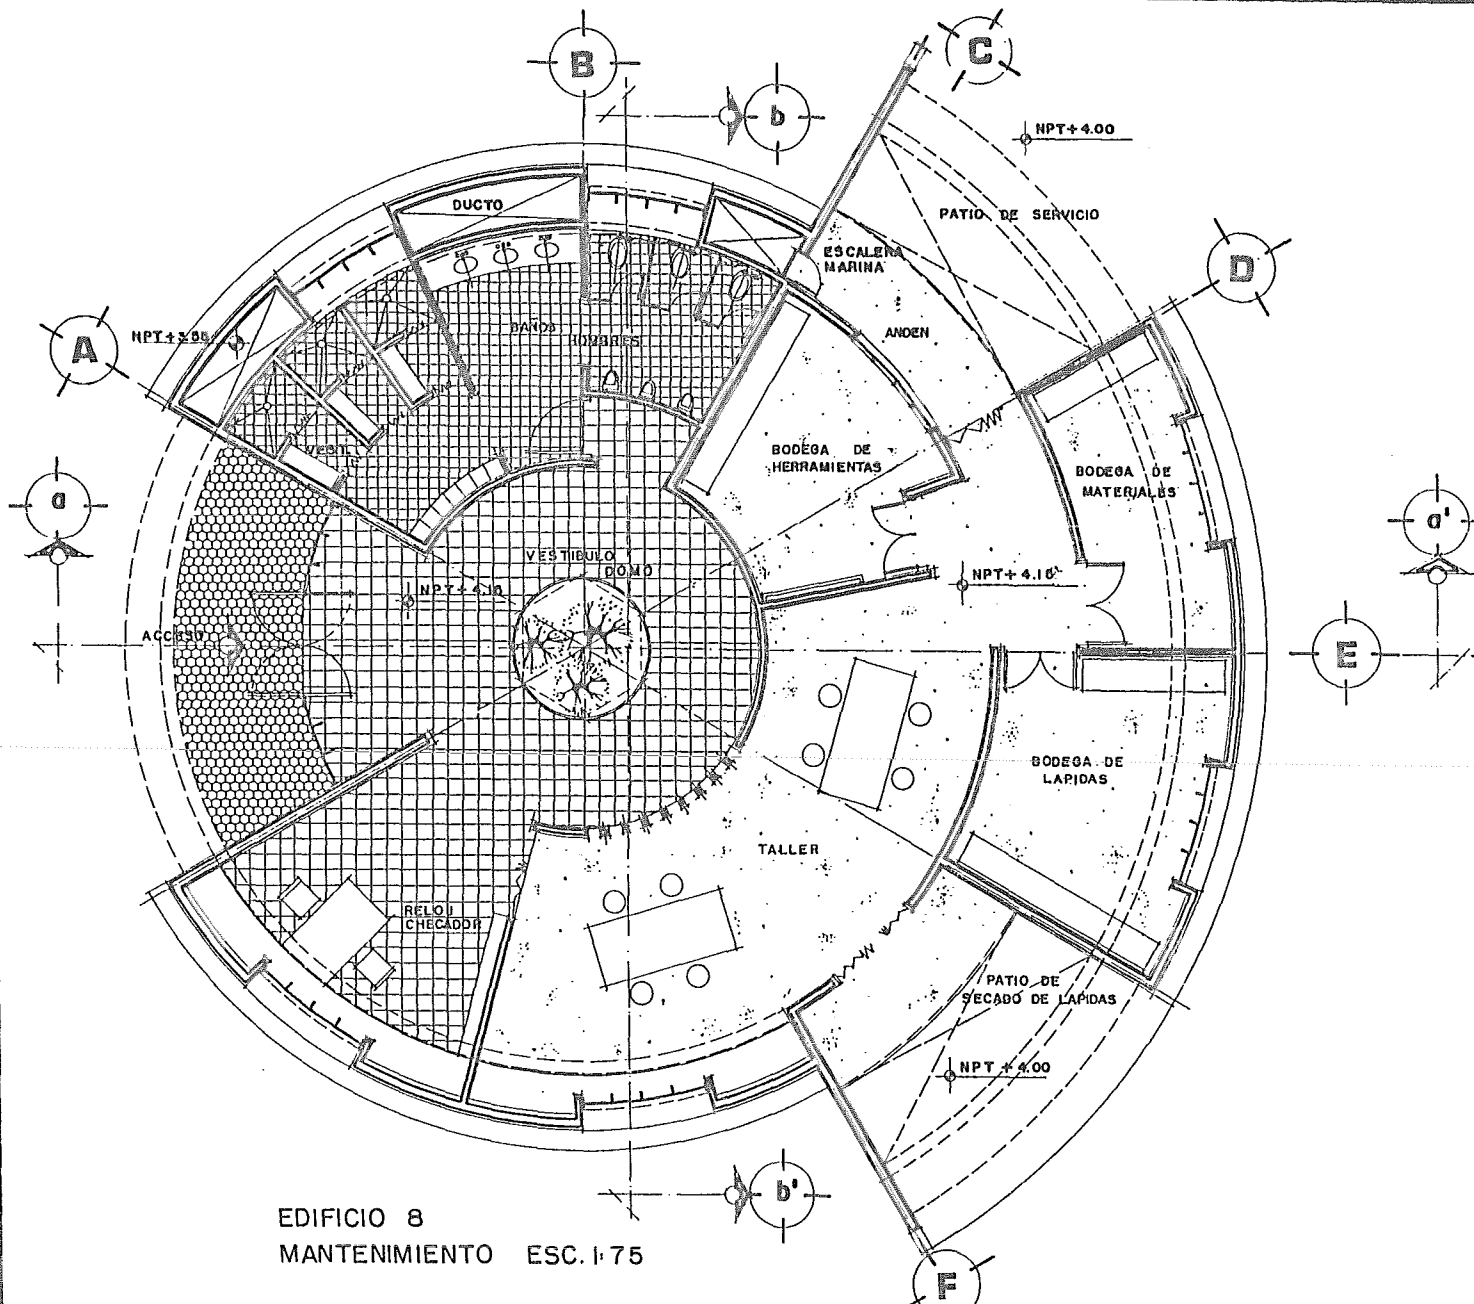 B
C
b
NPT+4.00
DUCTO
PATIO DE SERVICIO
ESCALERA
MARINA
D
ANDEN
A
BAÑOS
HOMBRES
VEST.
BODEGA DE
HERRAMIENTAS
BODEGA DE
MATERIALES
a
a'
VESTIBULO
DOMO
NPT+4.10
NPT+4.10
ACCESO
E
BODEGA DE
LAPIDAS
TALLER
RELOJ
CHECADOR
PATIO DE
SECADO DE LAPIDAS
NPT+4.00
b'
EDIFICIO 8
MANTENIMIENTO ESC. 1:75
F